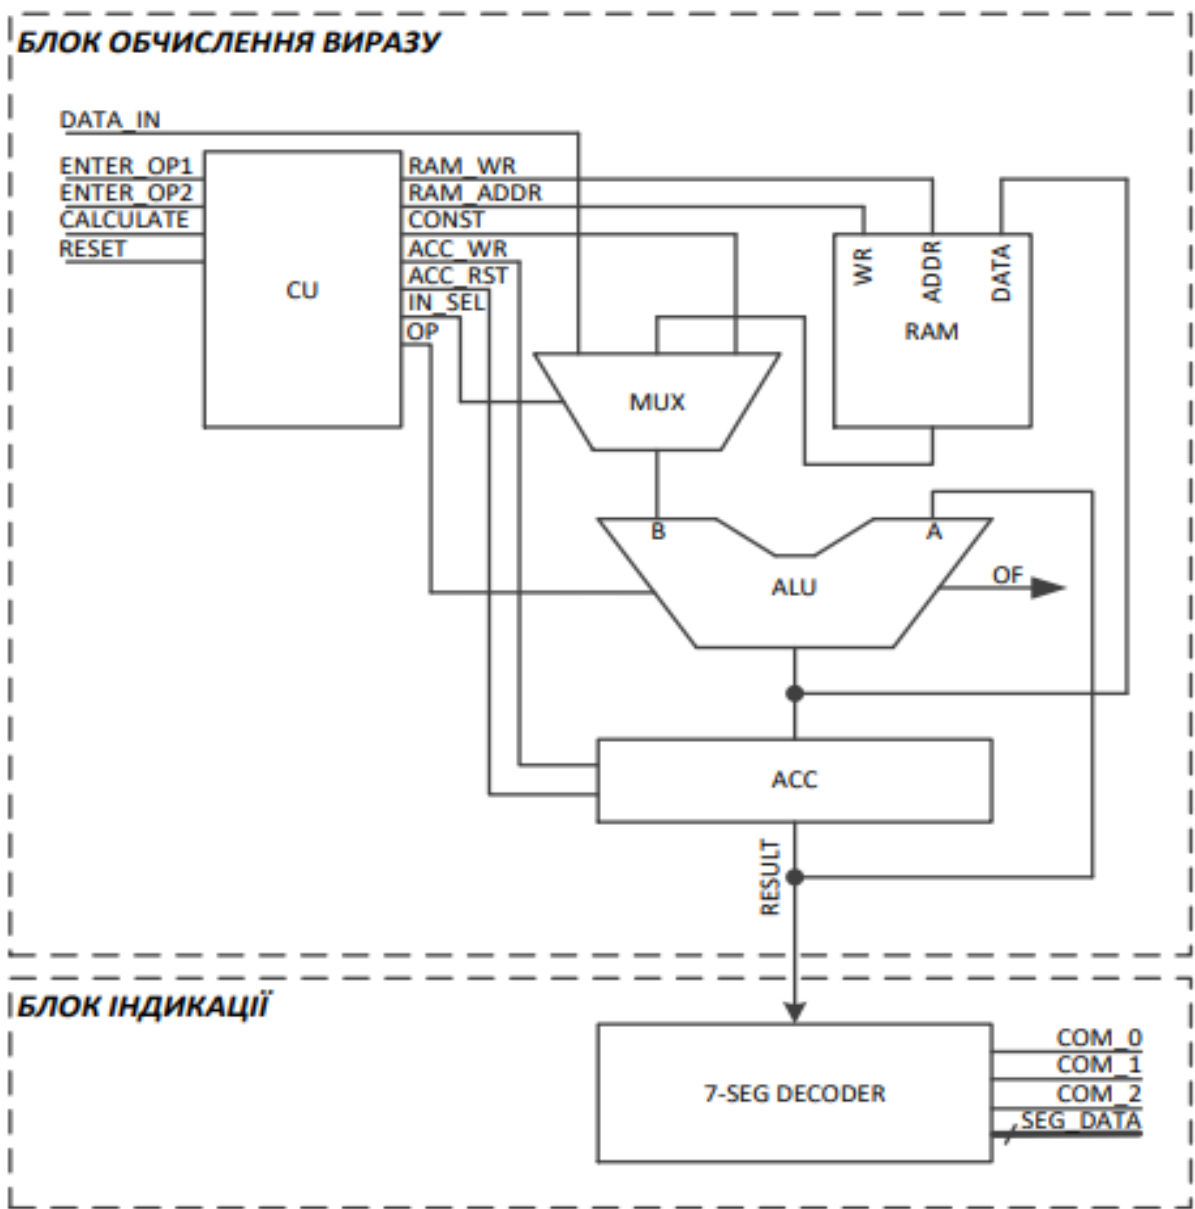 БЛОК ОБЧИСЛЕННЯ ВИРАЗУ
DATA_IN
ENTER_OP1
ENTER_OP2
CALCULATE
RESET
CU
RAM_WR
RAM_ADDR
CONST
ACC_WR
ACC_RST
IN_SEL
OP
WR
ADDR
DATA
RAM
MUX
B
A
ALU
OF
ACC
RESULT
БЛОК ІНДИКАЦІЇ
7-SEG DECODER
COM_0
COM_1
COM_2
SEG_DATA